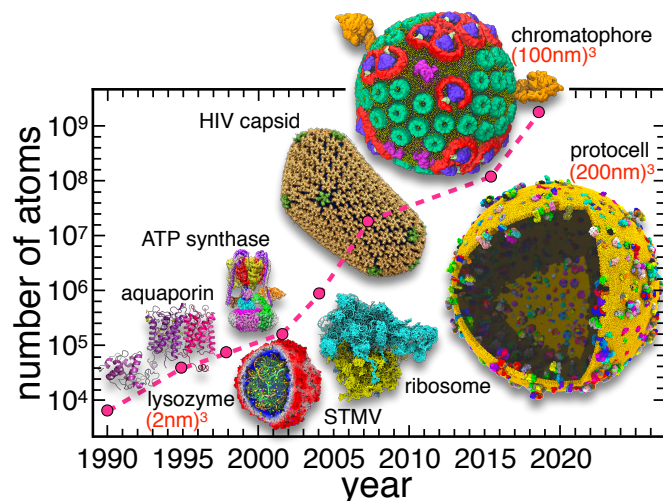 chromatophore
(100nm)³
HIV capsid
protocell
(200nm)³
ATP synthase
aquaporin
lysozyme
(2nm)³
STMV
ribosome
number of atoms
10⁹
10⁸
10⁷
10⁶
10⁵
10⁴
1990 1995 2000 2005 2010 2015 2020
year